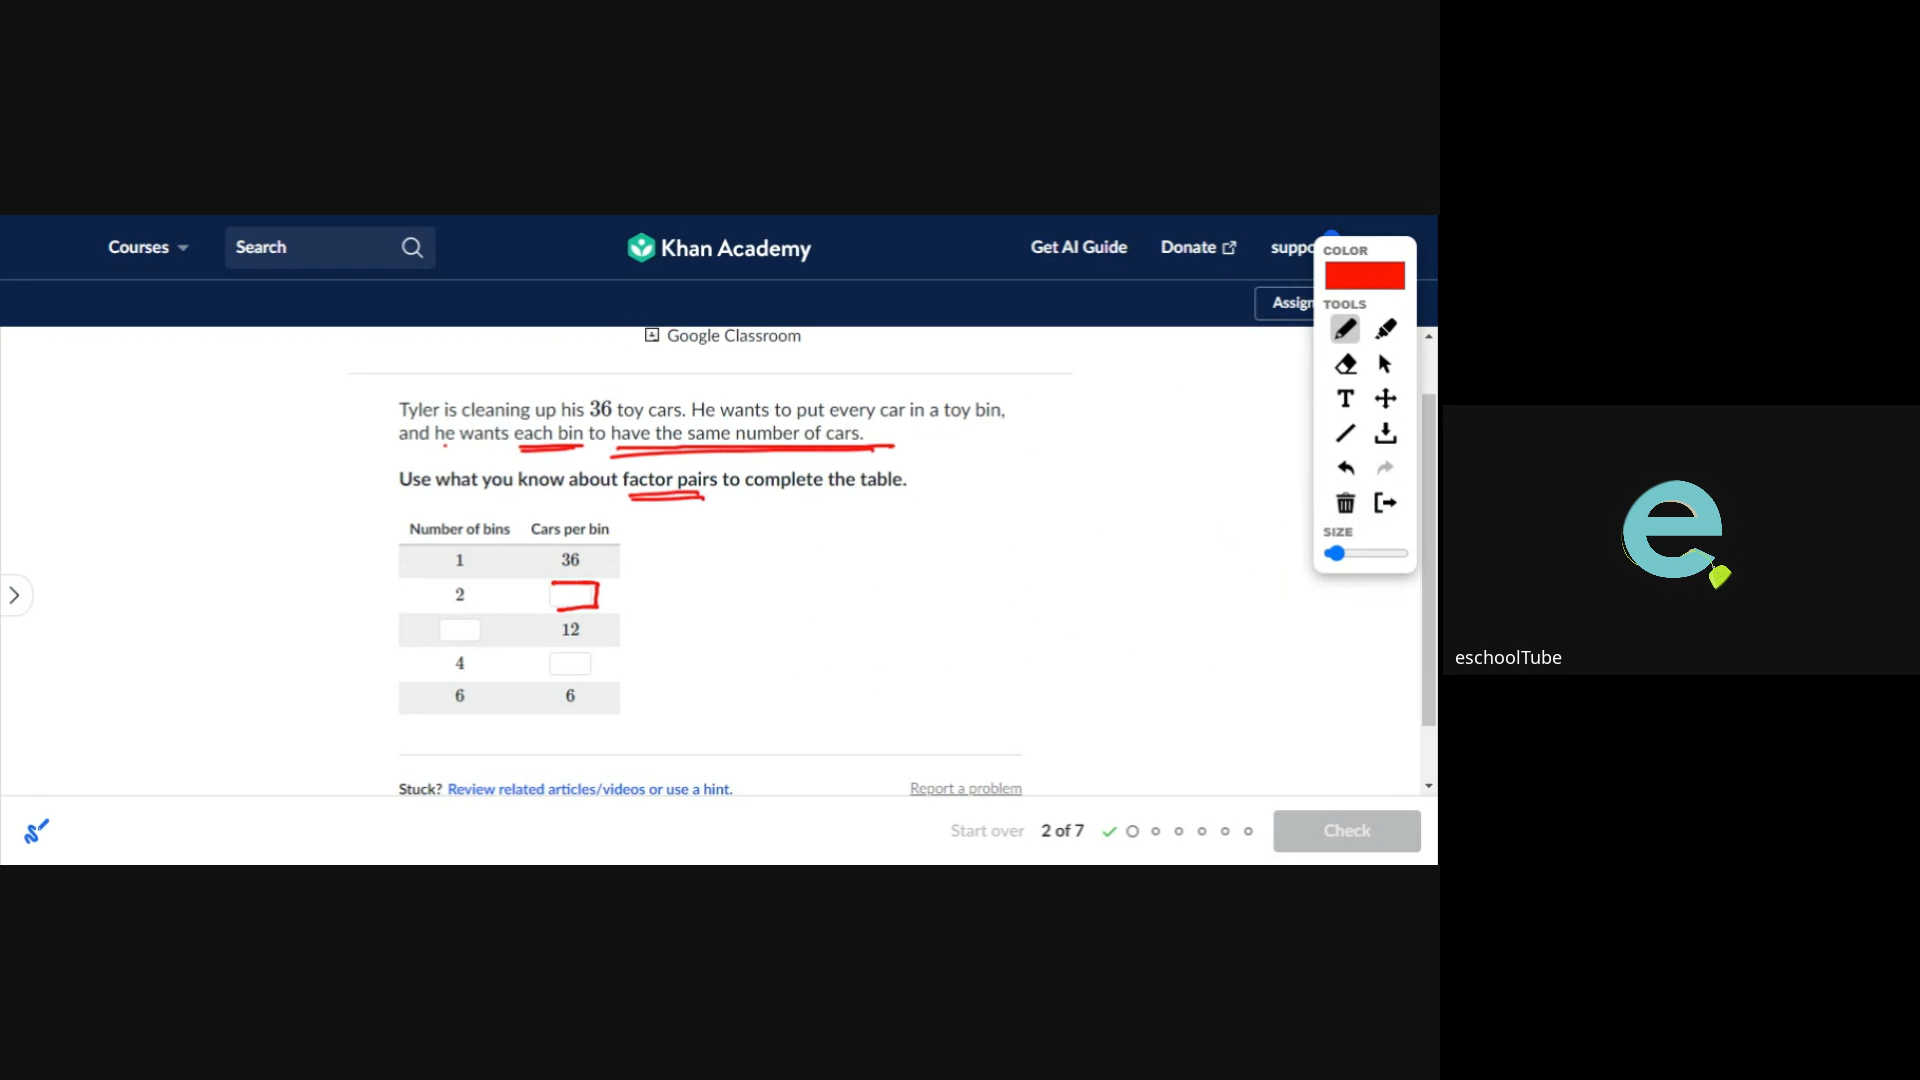 Courses
Search
Khan Academy
Get AI Guide
Donate
suppo
Assign
COLOR
TOOLS
T
SIZE
Google Classroom
Tyler is cleaning up his 36 toy cars. He wants to put every car in a toy bin,
and he wants each bin to have the same number of cars.
Use what you know about factor pairs to complete the table.
Number of bins Cars per bin
1 36
2
12
4
6 6
Stuck? Review related articles/videos or use a hint.
Report a problem
Start over
2 of 7
Check
eschoolTube